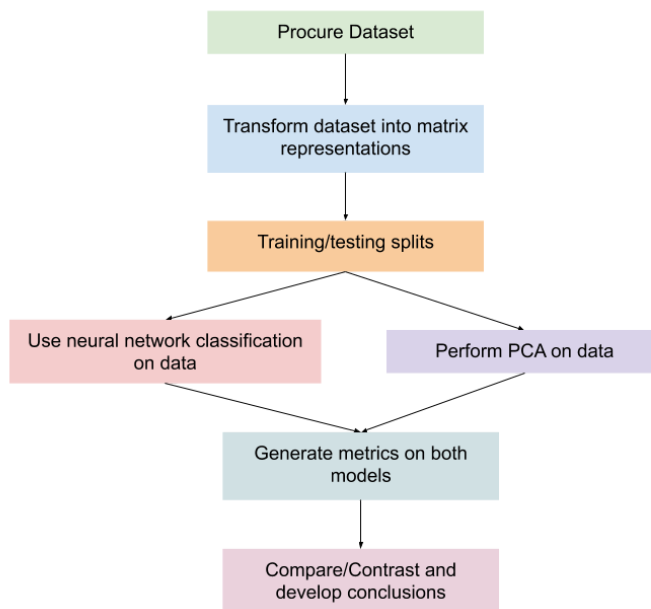 Procure Dataset
Transform dataset into matrix
representations
Training/testing splits
Use neural network classification
on data
Perform PCA on data
Generate metrics on both
models
Compare/Contrast and
develop conclusions